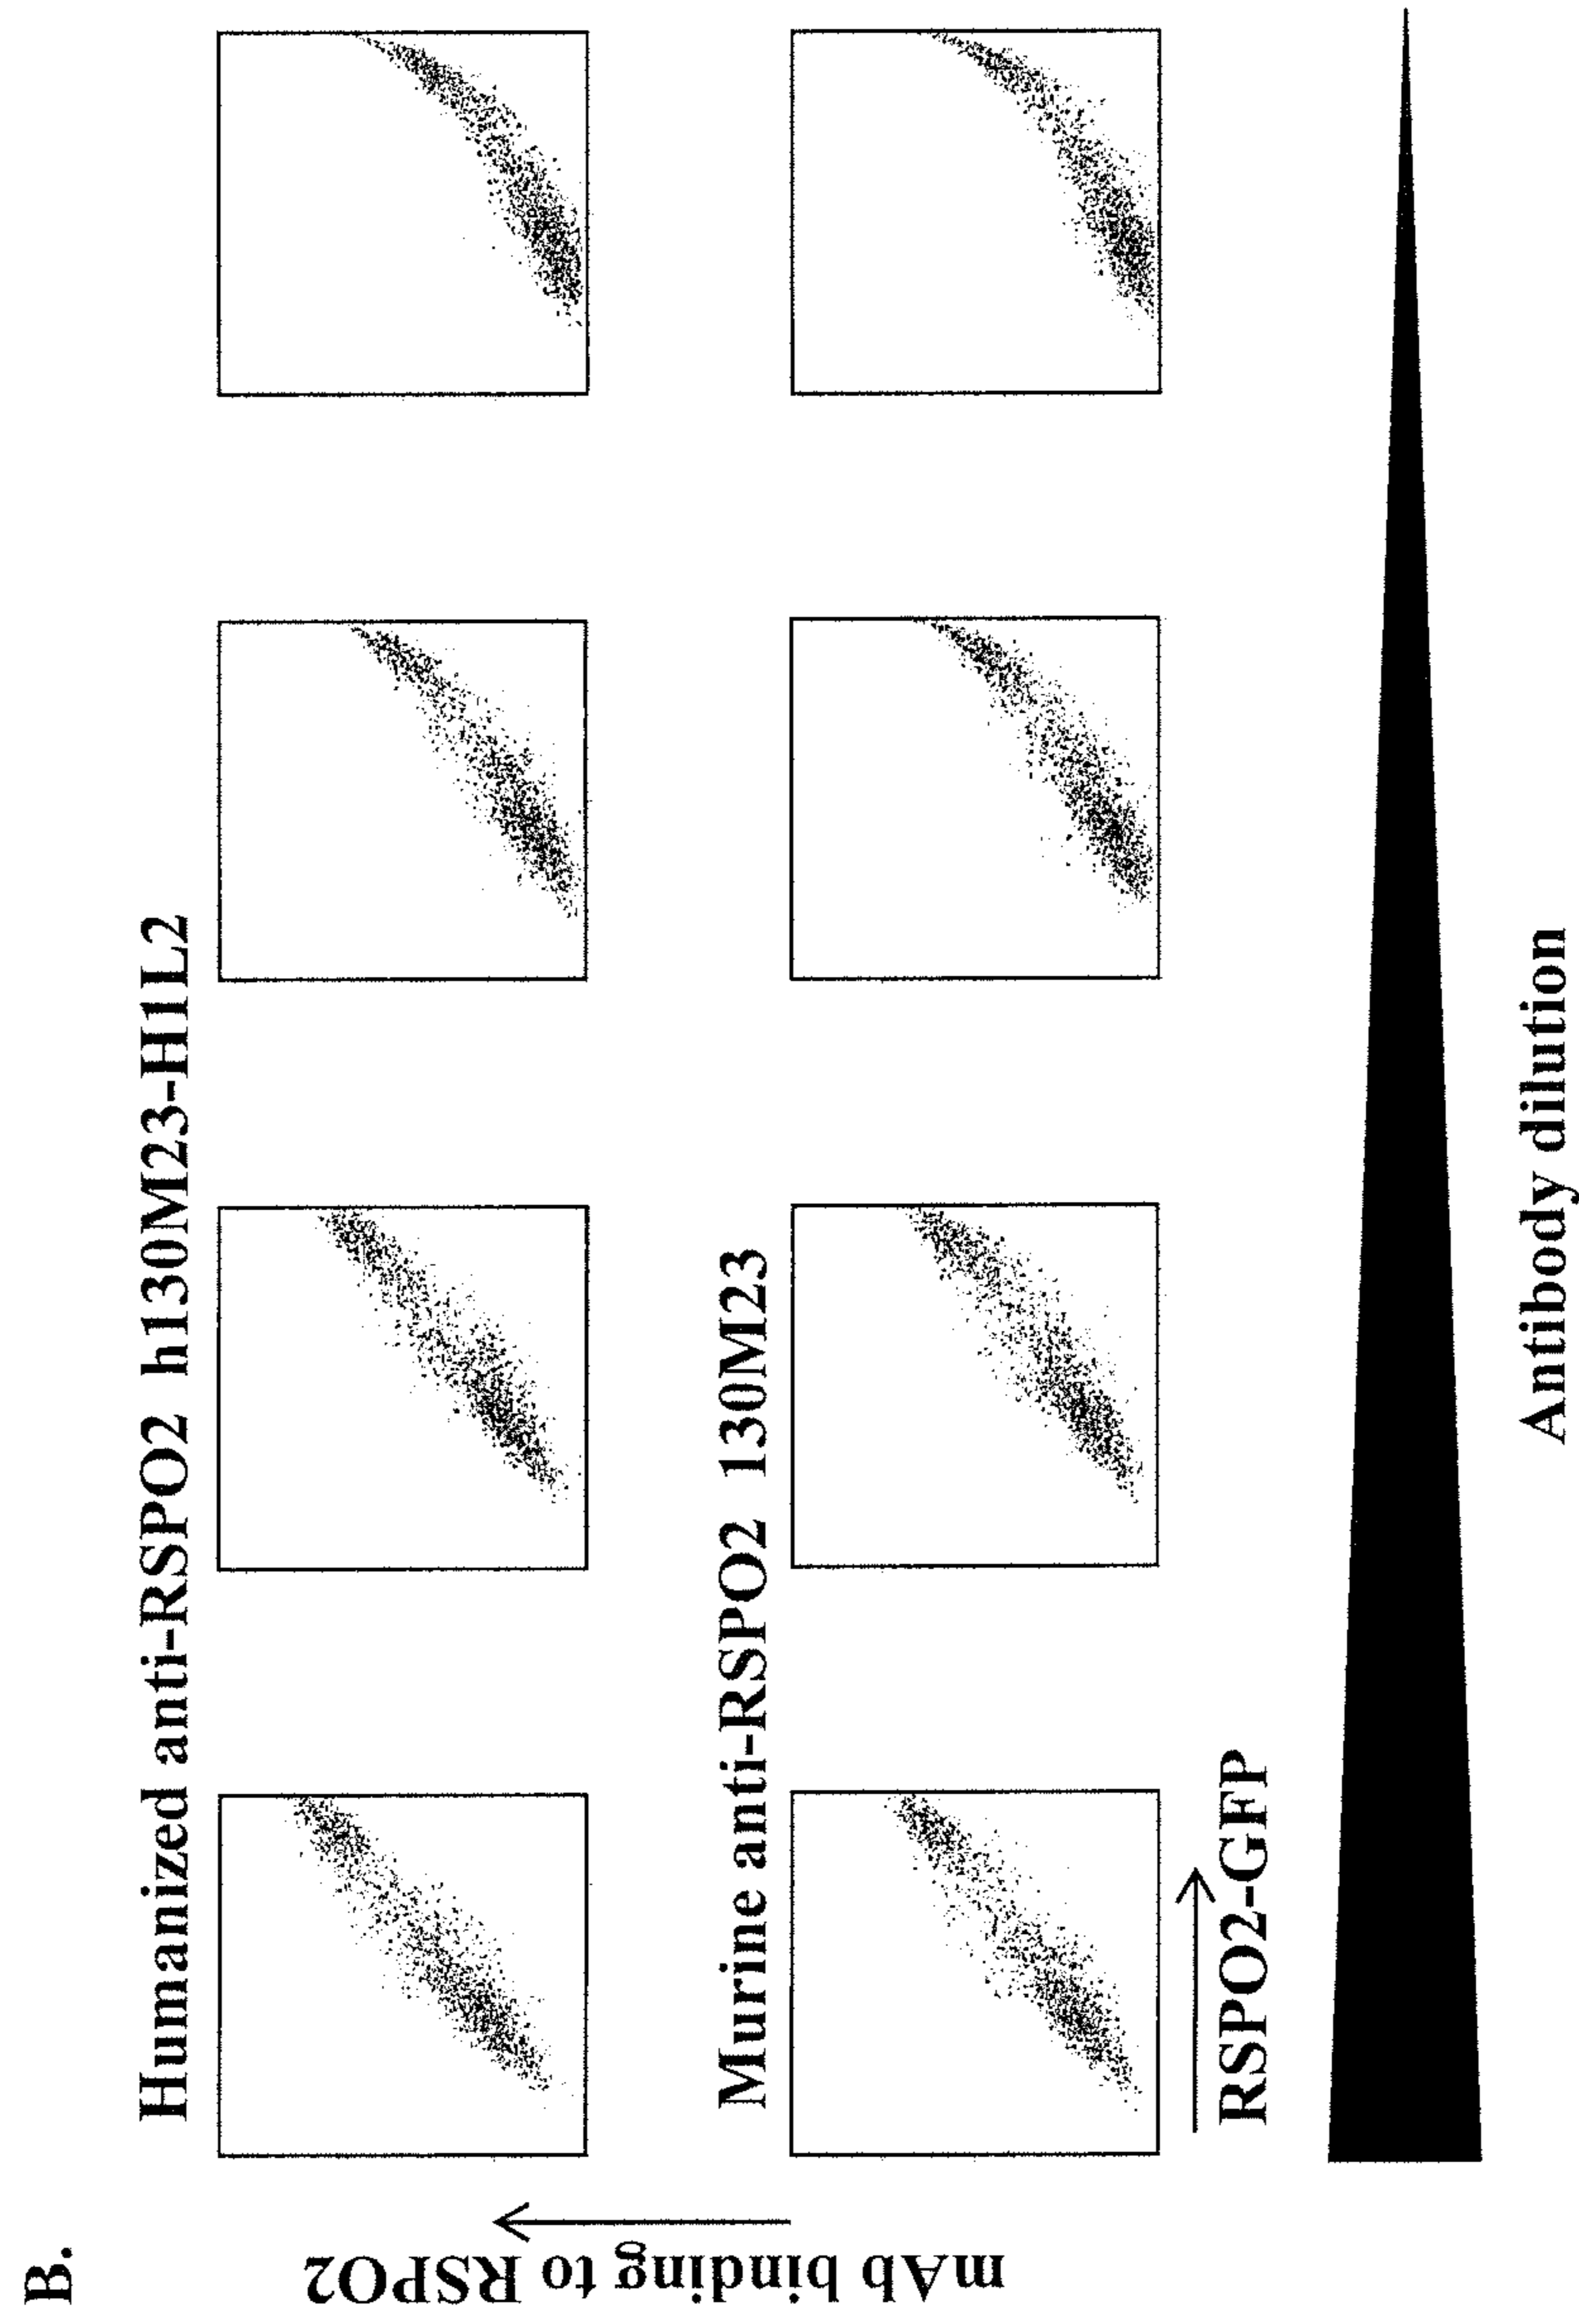 B.
Humanized anti-RSPO2 h130M23-H1L2
Murine anti-RSPO2 130M23
mAb binding to RSPO2
RSPO2-GFP
Antibody dilution